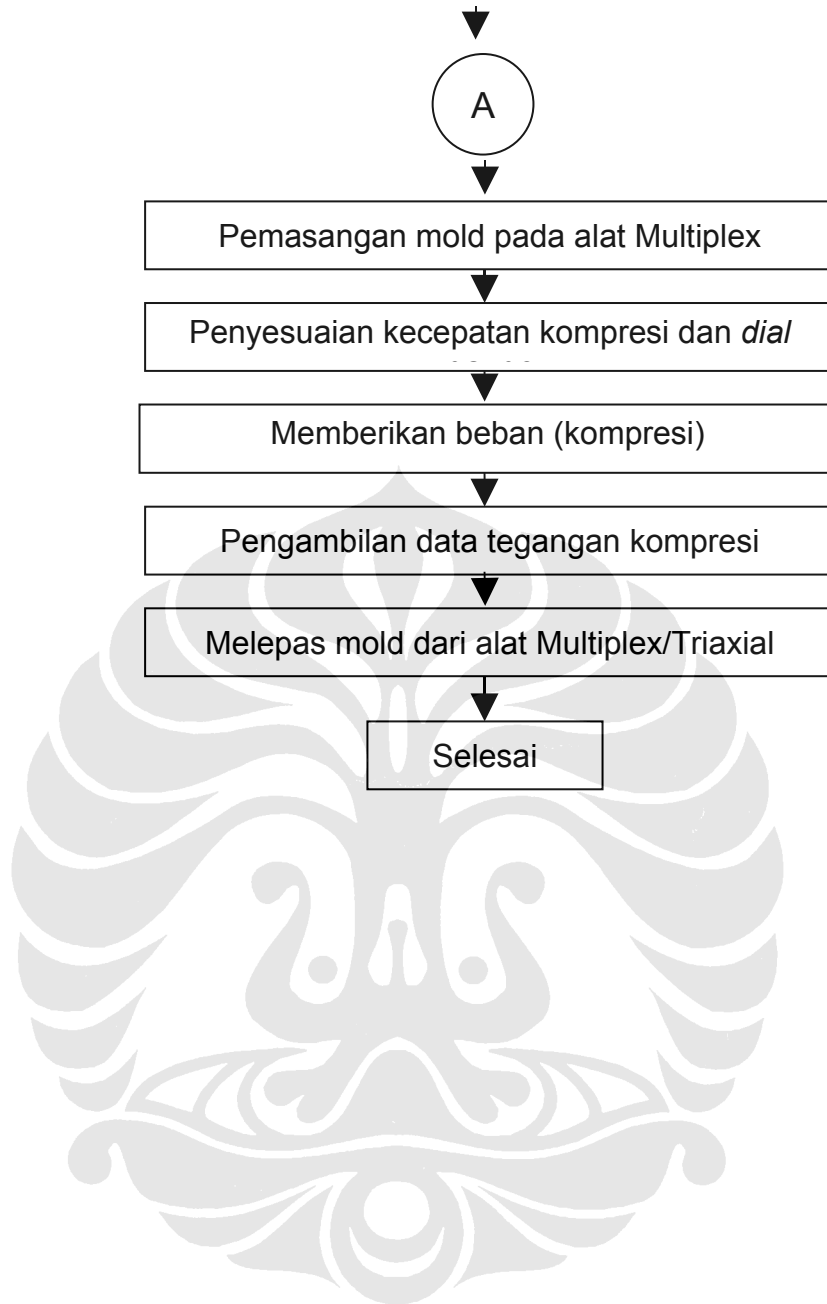 A
Pemasangan mold pada alat Multiplex
Penyesuaian kecepatan kompresi dan dial
Memberikan beban (kompresi)
Pengambilan data tegangan kompresi
Melepas mold dari alat Multiplex/Triaxial
Selesai